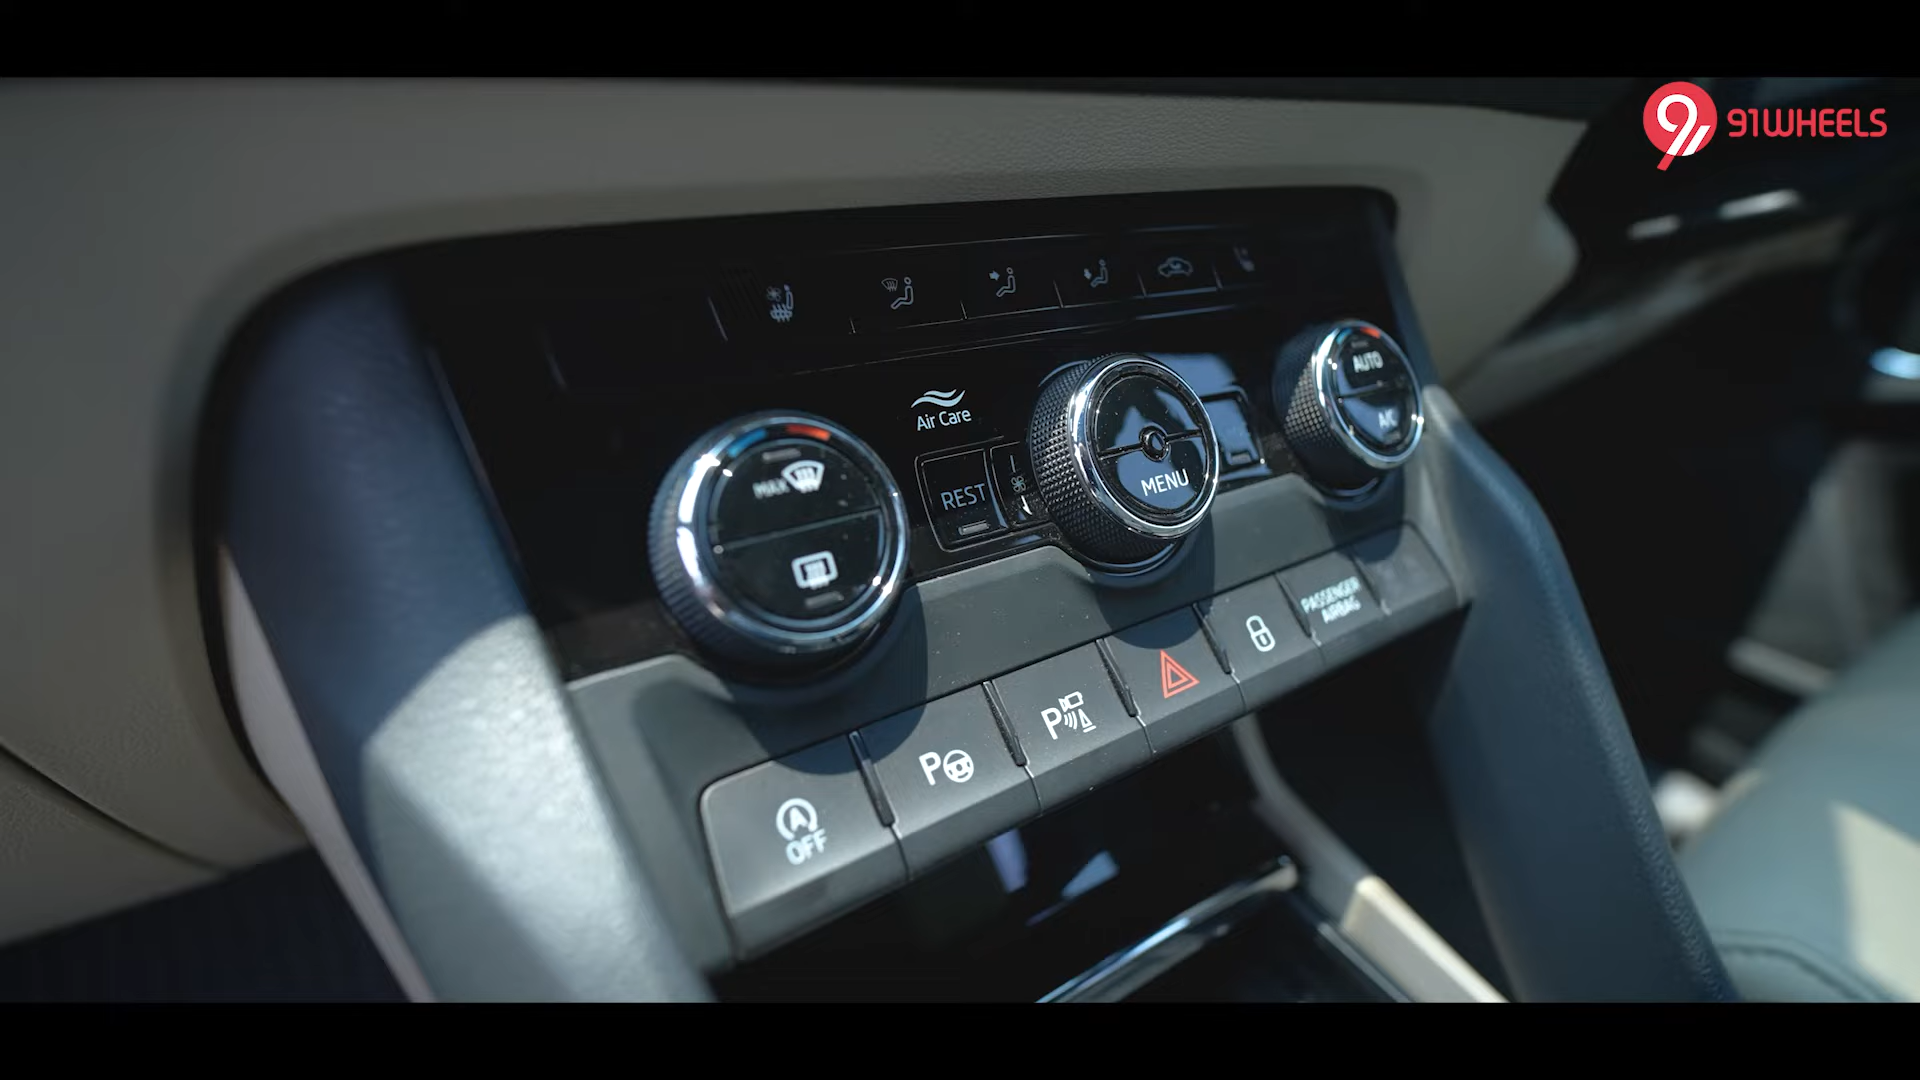 91WHEELS
Air Care
AUTO
A/C
MAX
REST
MENU
PASSENGER
AIRBAG
P
P
A
OFF